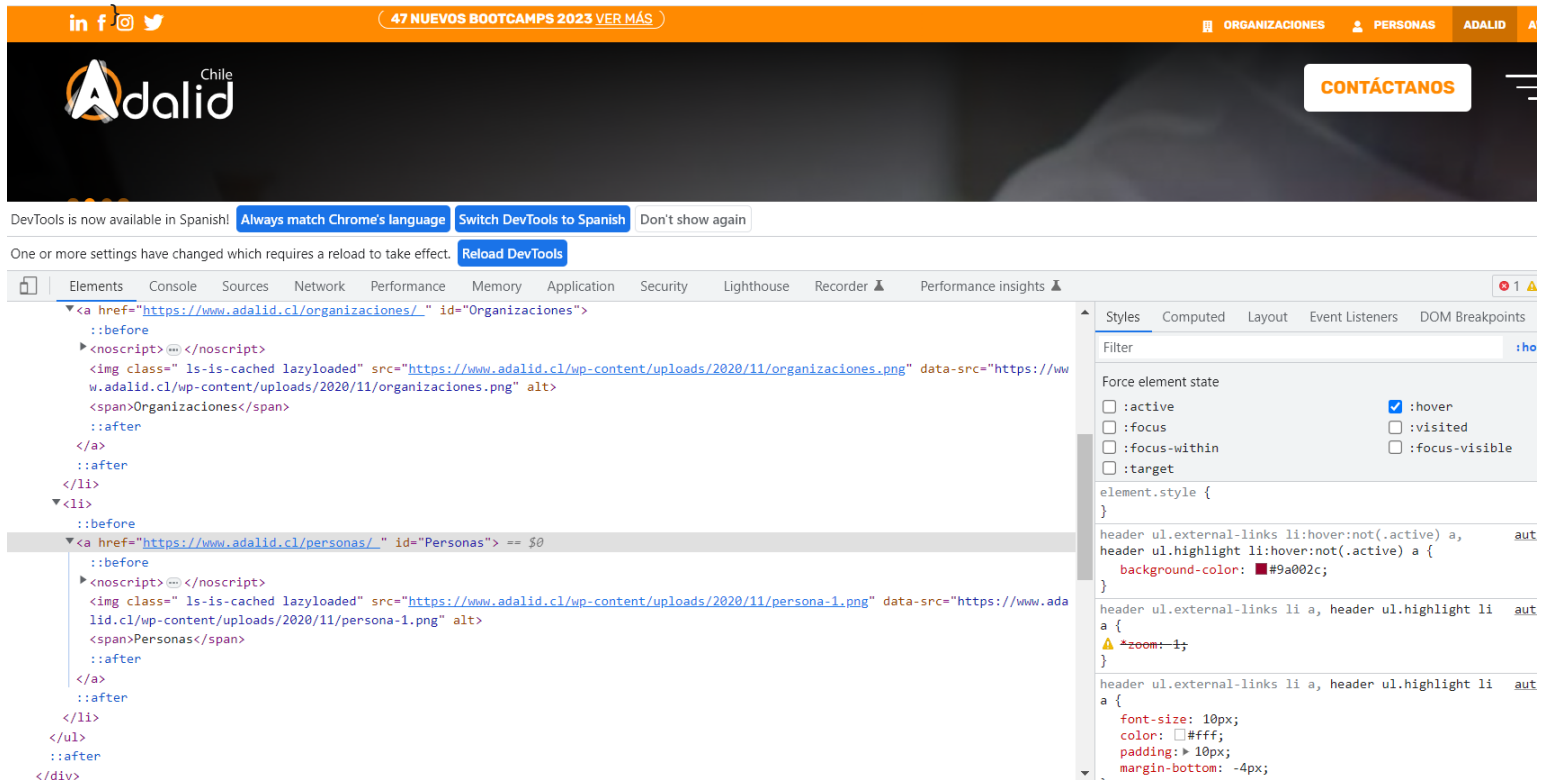 in f } 47 NUEVOS BOOTCAMPS 2023 VER MÁS ORGANIZACIONES PERSONAS ADALID
Adalid Chile
CONTÁCTANOS
DevTools is now available in Spanish! Always match Chrome's language Switch DevTools to Spanish Don't show again
One or more settings have changed which requires a reload to take effect. Reload DevTools
Elements Console Sources Network Performance Memory Application Security Lighthouse Recorder Performance insights 1
<a href="https://www.adalid.cl/organizaciones/ " id="Organizaciones">
::before
<noscript>…</noscript>
<img class=" ls-is-cached lazyloaded" src="https://www.adalid.cl/wp-content/uploads/2020/11/organizaciones.png" data-src="https://ww
w.adalid.cl/wp-content/uploads/2020/11/organizaciones.png" alt>
<span>Organizaciones</span>
::after
</a>
::after
</li>
<li>
::before
<a href="https://www.adalid.cl/personas/ " id="Personas"> == $0
::before
<noscript>…</noscript>
<img class=" ls-is-cached lazyloaded" src="https://www.adalid.cl/wp-content/uploads/2020/11/persona-1.png" data-src="https://www.ada
lid.cl/wp-content/uploads/2020/11/persona-1.png" alt>
<span>Personas</span>
::after
</a>
::after
</li>
</ul>
::after
</div>
Styles Computed Layout Event Listeners DOM Breakpoints
Filter :ho
Force element state
:active :hover
:focus :visited
:focus-within :focus-visible
:target
element.style {
}
header ul.external-links li:hover:not(.active) a, aut
header ul.highlight li:hover:not(.active) a {
background-color: #9a002c;
}
header ul.external-links li a, header ul.highlight li aut
a {
*zoom: 1;
}
header ul.external-links li a, header ul.highlight li aut
a {
font-size: 10px;
color: #fff;
padding: 10px;
margin-bottom: -4px;